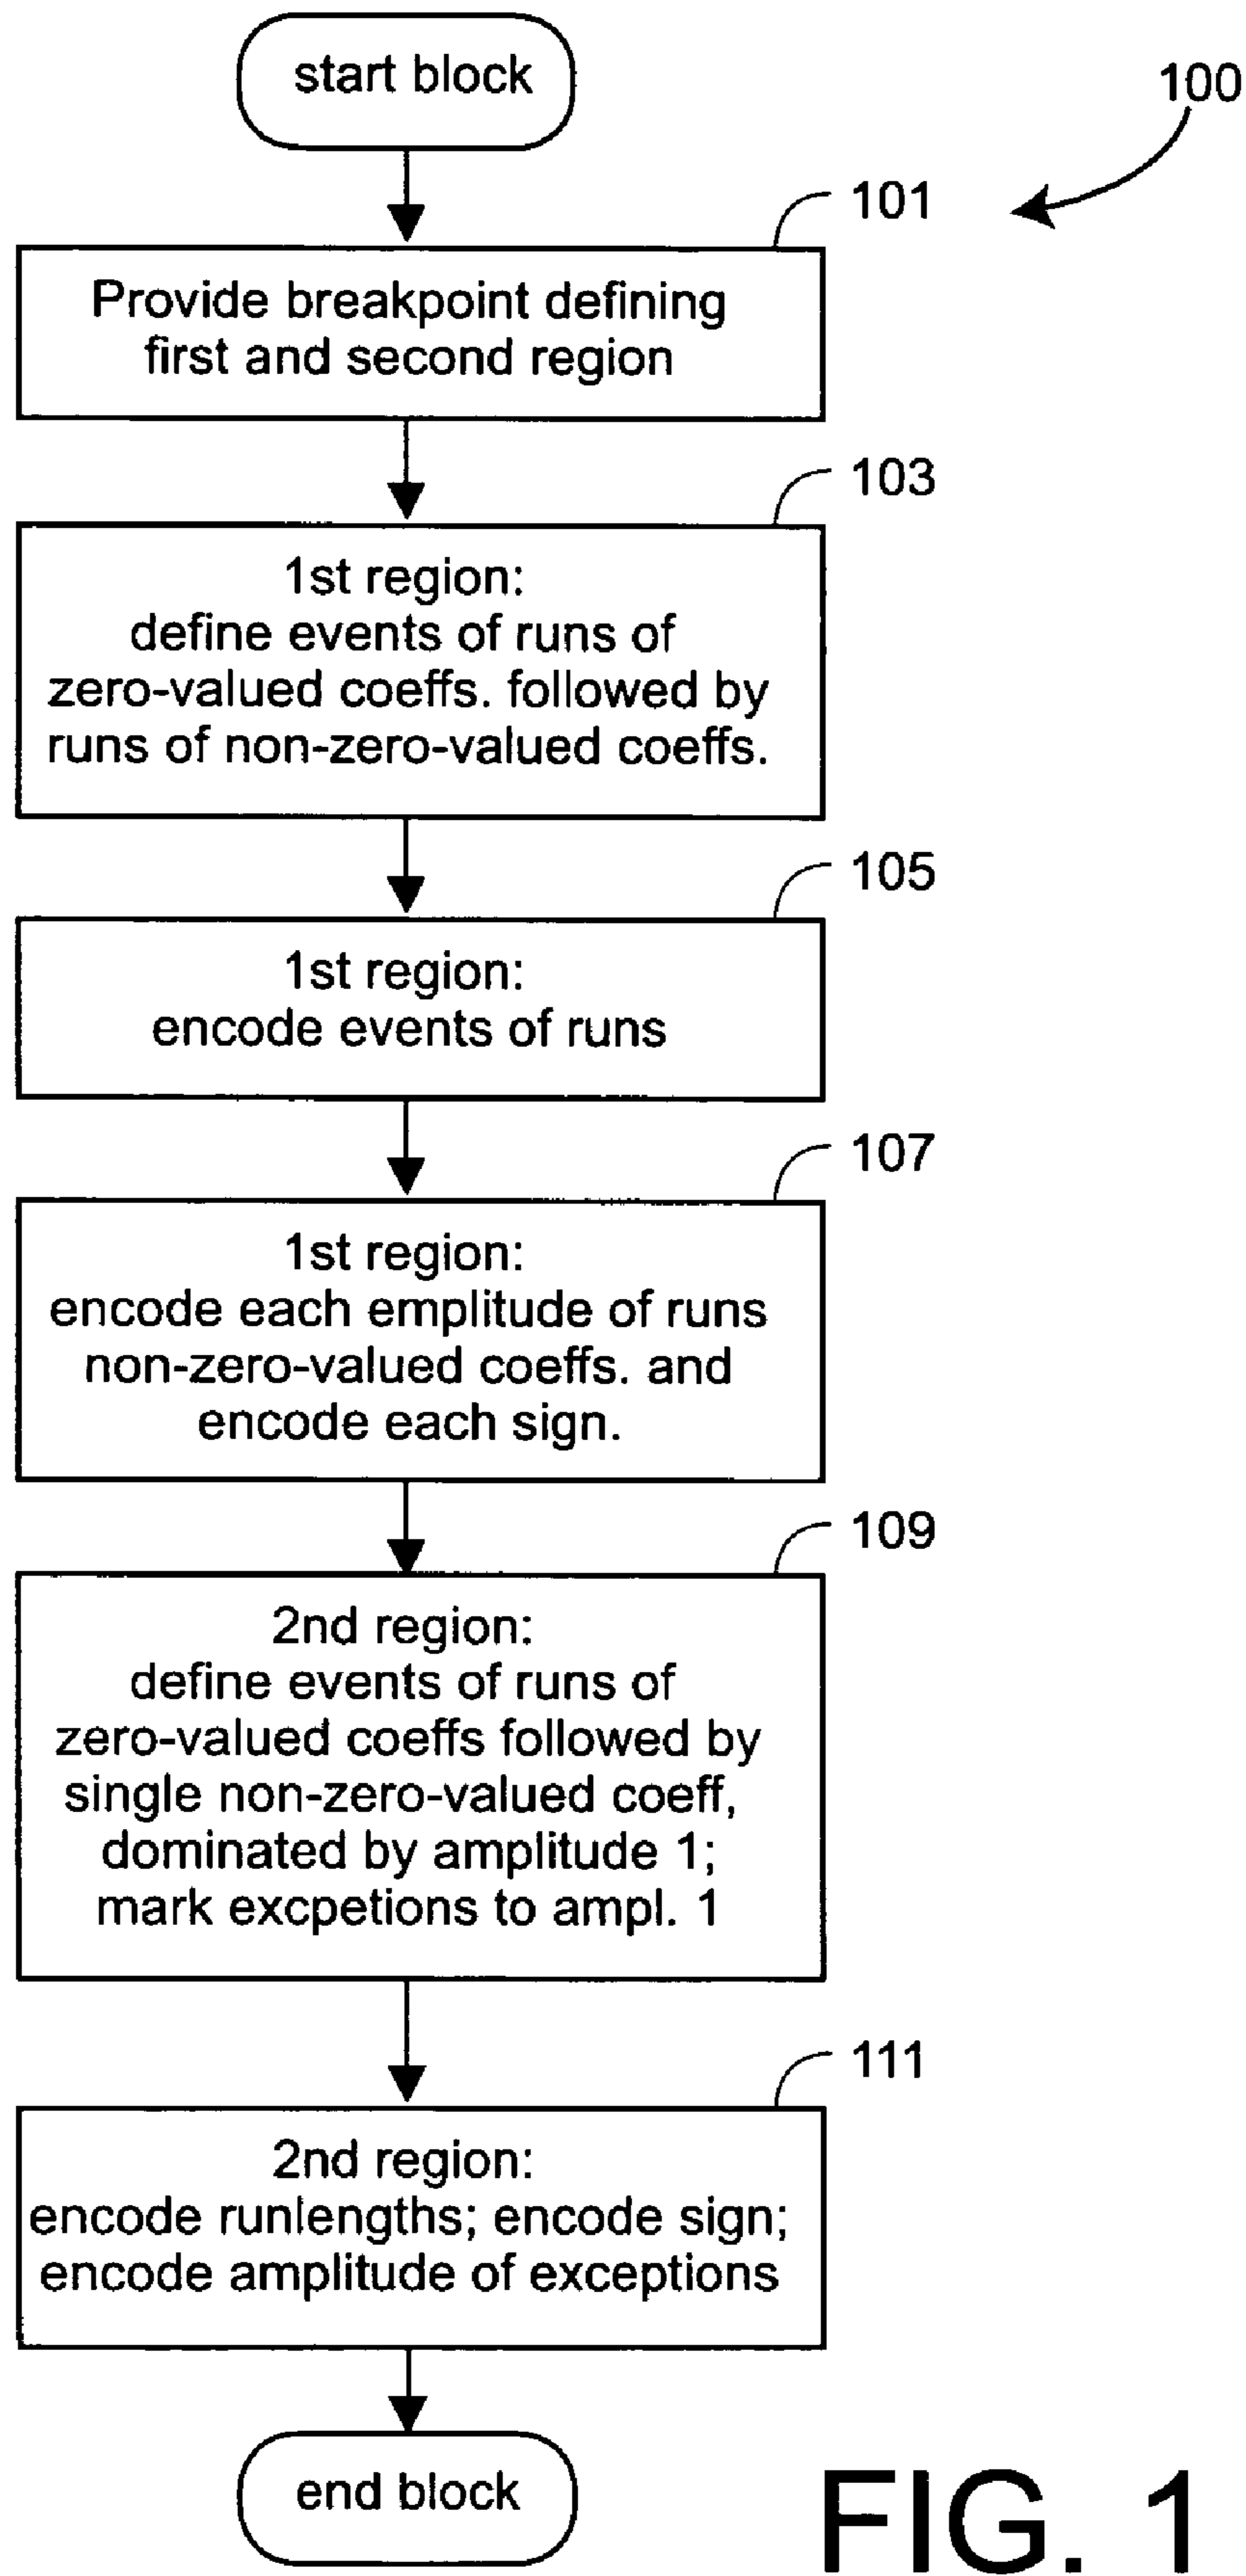 start block
100
101
Provide breakpoint defining
first and second region
103
1st region:
define events of runs of
zero-valued coeffs. followed by
runs of non-zero-valued coeffs.
105
1st region:
encode events of runs
107
1st region:
encode each emplitude of runs
non-zero-valued coeffs. and
encode each sign.
109
2nd region:
define events of runs of
zero-valued coeffs followed by
single non-zero-valued coeff,
dominated by amplitude 1;
mark excpetions to ampl. 1
111
2nd region:
encode runlengths; encode sign;
encode amplitude of exceptions
end block
FIG. 1